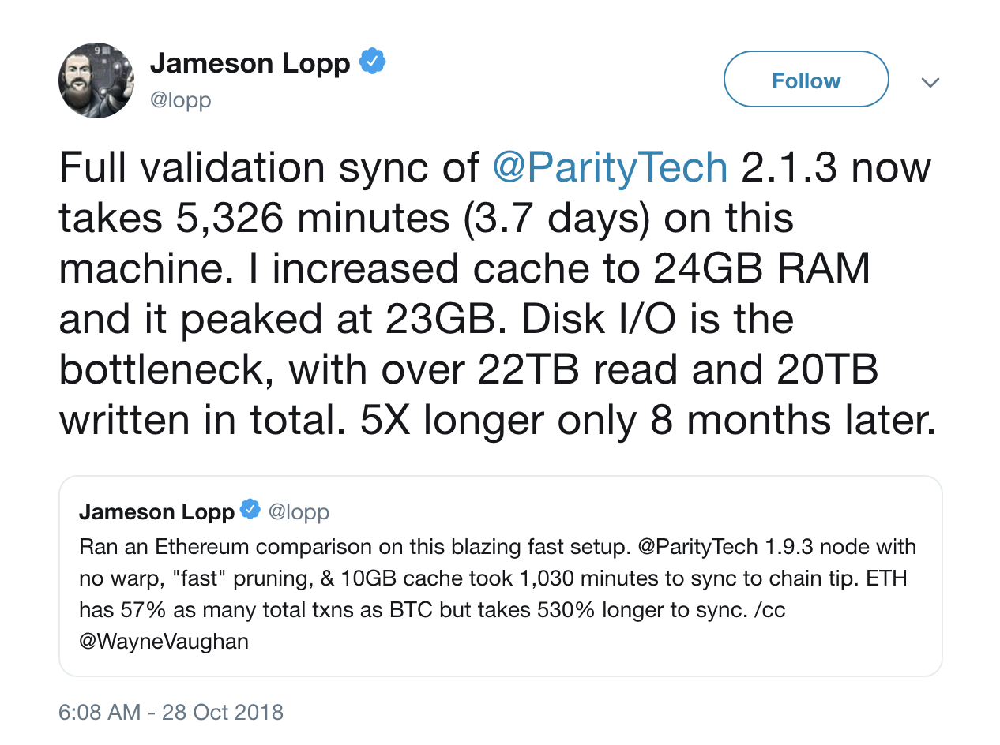 Jameson Lopp
@lopp
Follow
Full validation sync of @ParityTech 2.1.3 now
takes 5,326 minutes (3.7 days) on this
machine. I increased cache to 24GB RAM
and it peaked at 23GB. Disk I/O is the
bottleneck, with over 22TB read and 20TB
written in total. 5X longer only 8 months later.
Jameson Lopp @lopp
Ran an Ethereum comparison on this blazing fast setup. @ParityTech 1.9.3 node with
no warp, "fast" pruning, & 10GB cache took 1,030 minutes to sync to chain tip. ETH
has 57% as many total txns as BTC but takes 530% longer to sync. /cc
@WayneVaughan
6:08 AM - 28 Oct 2018